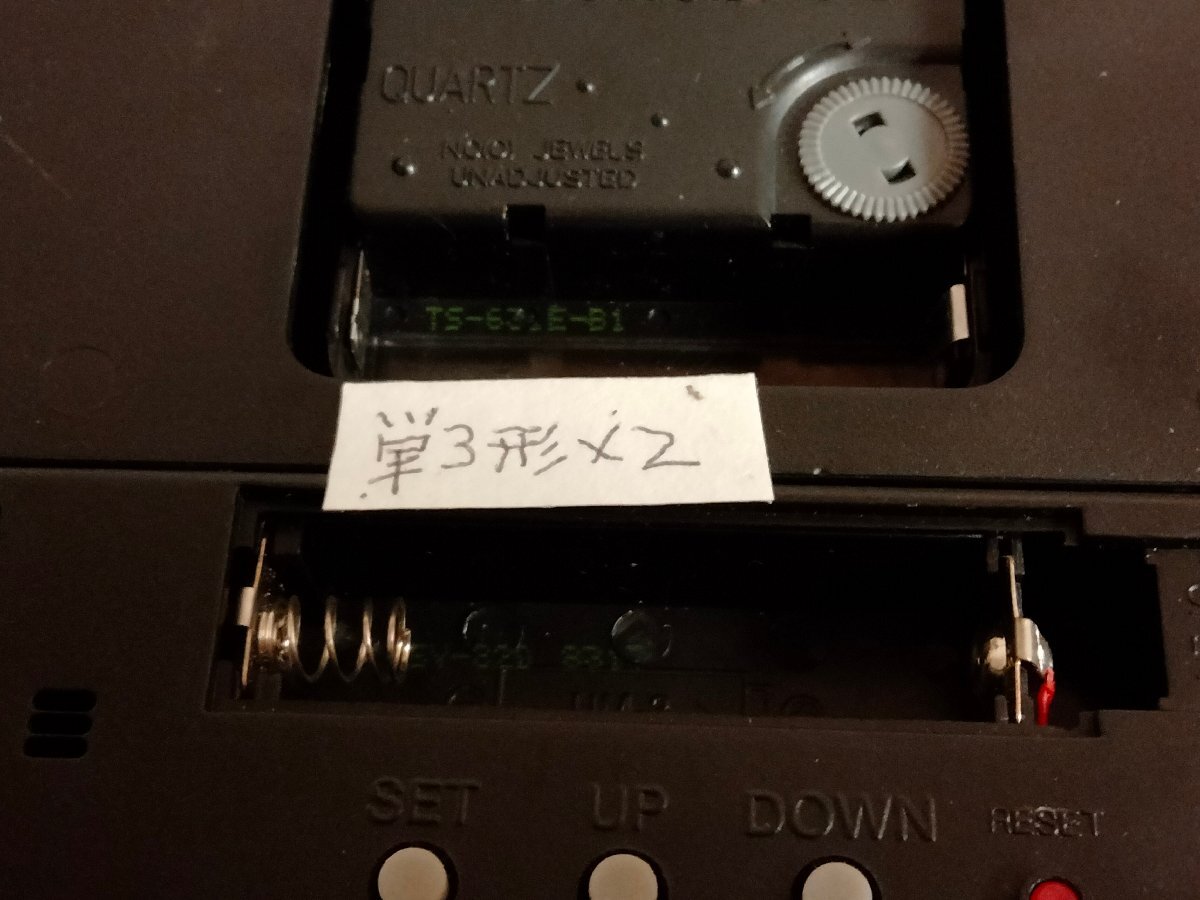 QUARTZ
NO(0) JEWELS
UNADJUSTED
TS-631E-B1
単3形×2
SET
UP
DOWN
RESET